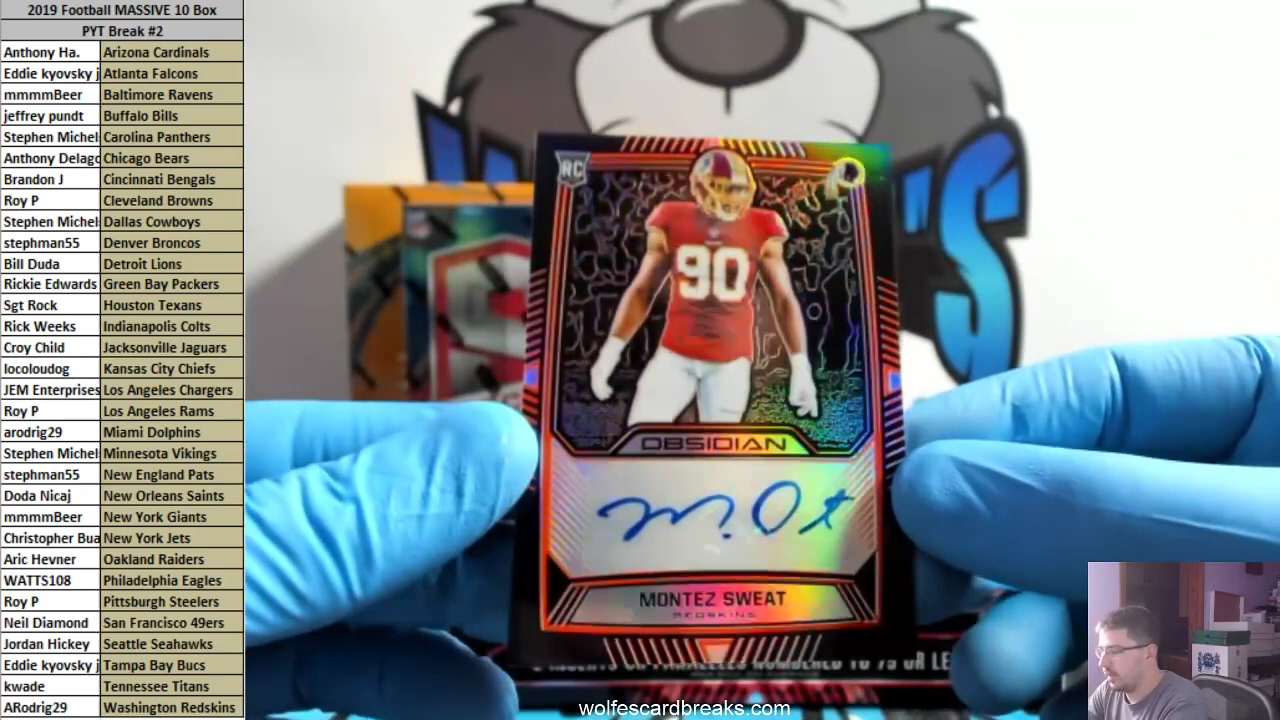 2019 Football MASSIVE 10 Box
PYT Break #2
Anthony Ha. Arizona Cardinals
Eddie kyovsky j Atlanta Falcons
mmmmBeer Baltimore Ravens
jeffrey pundt Buffalo Bills
Stephen Michel Carolina Panthers
Anthony Delago Chicago Bears
Brandon J Cincinnati Bengals
Roy P Cleveland Browns
Stephen Michel Dallas Cowboys
stephman55 Denver Broncos
Bill Duda Detroit Lions
Rickie Edwards Green Bay Packers
Sgt Rock Houston Texans
Rick Weeks Indianapolis Colts
Croy Child Jacksonville Jaguars
locoloudog Kansas City Chiefs
JEM Enterprises Los Angeles Chargers
Roy P Los Angeles Rams
arodrig29 Miami Dolphins
Stephen Michel Minnesota Vikings
stephman55 New England Pats
Doda Nicaj New Orleans Saints
mmmmBeer New York Giants
Christopher Bua New York Jets
Aric Hevner Oakland Raiders
WATTS108 Philadelphia Eagles
Roy P Pittsburgh Steelers
Neil Diamond San Francisco 49ers
Jordan Hickey Seattle Seahawks
Eddie kyovsky j Tampa Bay Bucs
kwade Tennessee Titans
ARodrig29 Washington Redskins
RC
90
OBSIDIAN
MONTEZ SWEAT
REDSKINS
PARALLELS NUMBERED TO 75 OR LE
wolfescardbreaks.com